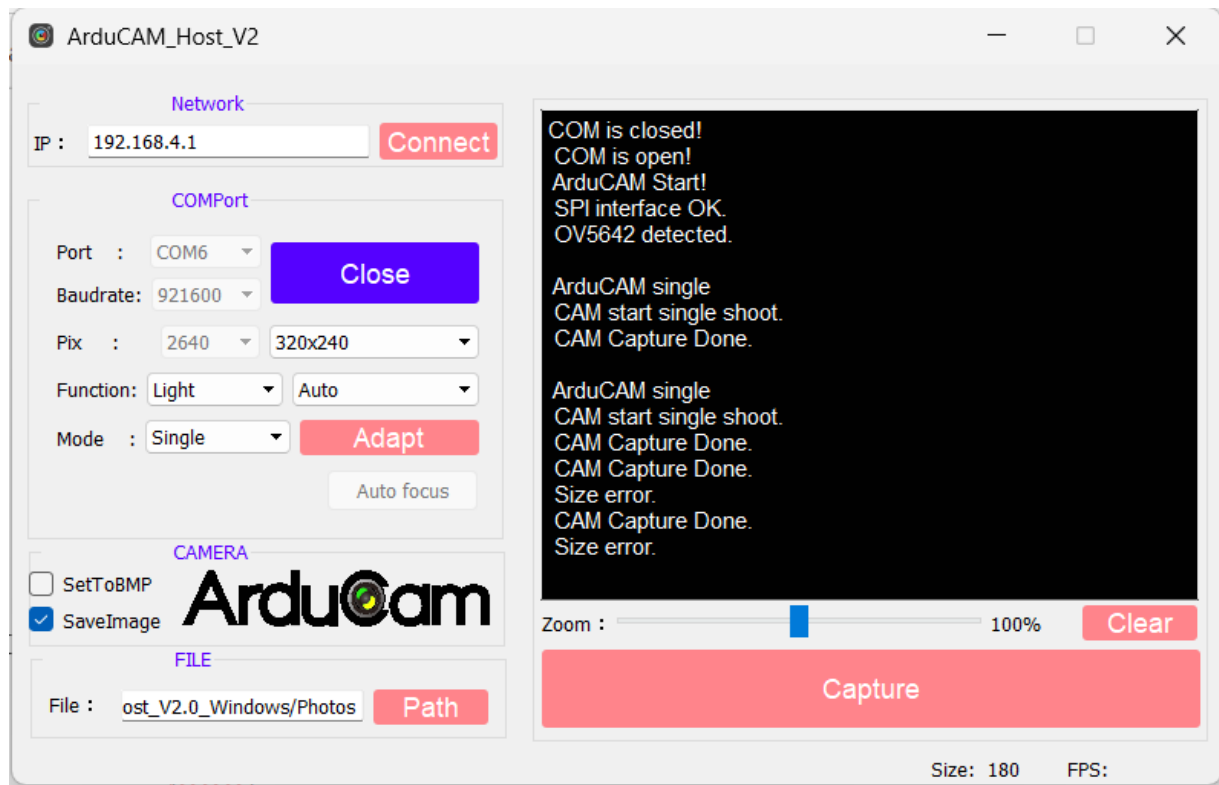 ArduCAM_Host_V2
Network
IP : 192.168.4.1 Connect
COMPort
Port : COM6
Close
Baudrate: 921600
Pix : 2640 320x240
Function: Light Auto
Mode : Single Adapt
Auto focus
CAMERA
SetToBMP
SaveImage
ArduCam
FILE
File : ost_V2.0_Windows/Photos Path
COM is closed!
COM is open!
ArduCAM Start!
SPI interface OK.
OV5642 detected.
ArduCAM single
CAM start single shoot.
CAM Capture Done.
ArduCAM single
CAM start single shoot.
CAM Capture Done.
CAM Capture Done.
Size error.
CAM Capture Done.
Size error.
Zoom : 100% Clear
Capture
Size: 180 FPS: